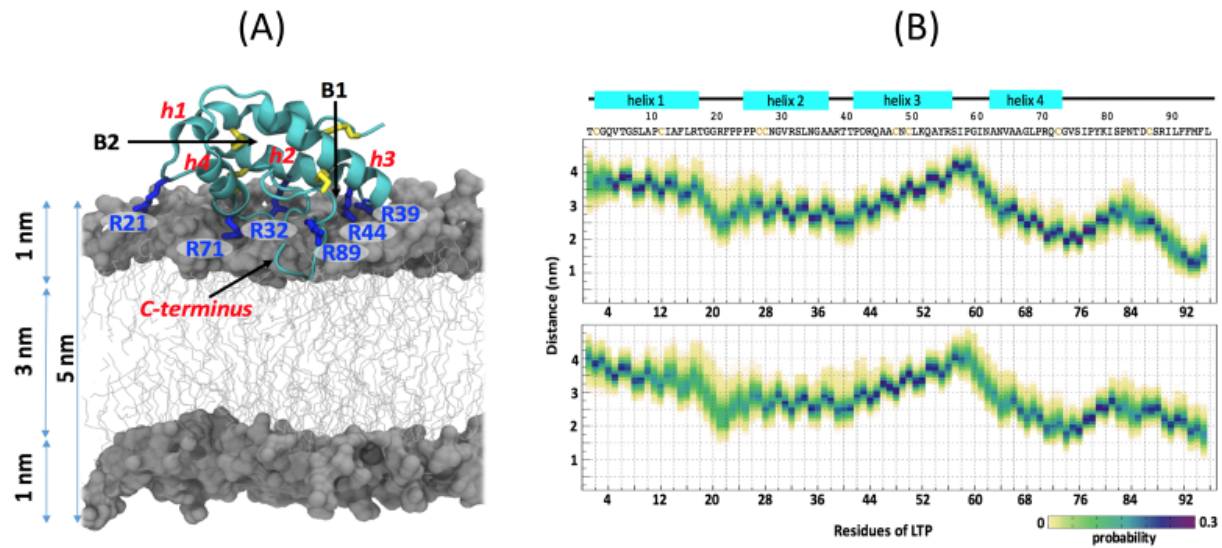 (A)
(B)
h1
B2
h4
h2
B1
h3
R21
R71
R32
R89
R44
R39
C-terminus
1 nm
3 nm
1 nm
5 nm
helix 1
helix 2
helix 3
helix 4
10 20 30 40 50 60 70 80 90
TCGQVTGSLAPCIAFLRTGGRFPPPPCCNGVRSLNGAARTTPDRQAACNCLKQAYRSIPGINANVAAGLPRQCGVSIPYKISPNTDCSRILFFMFL
4
3
2
1
4 12 20 28 36 44 52 60 68 76 84 92
Distance (nm)
4
3
2
1
4 12 20 28 36 44 52 60 68 76 84 92
Residues of LTP
0 0.3
probability